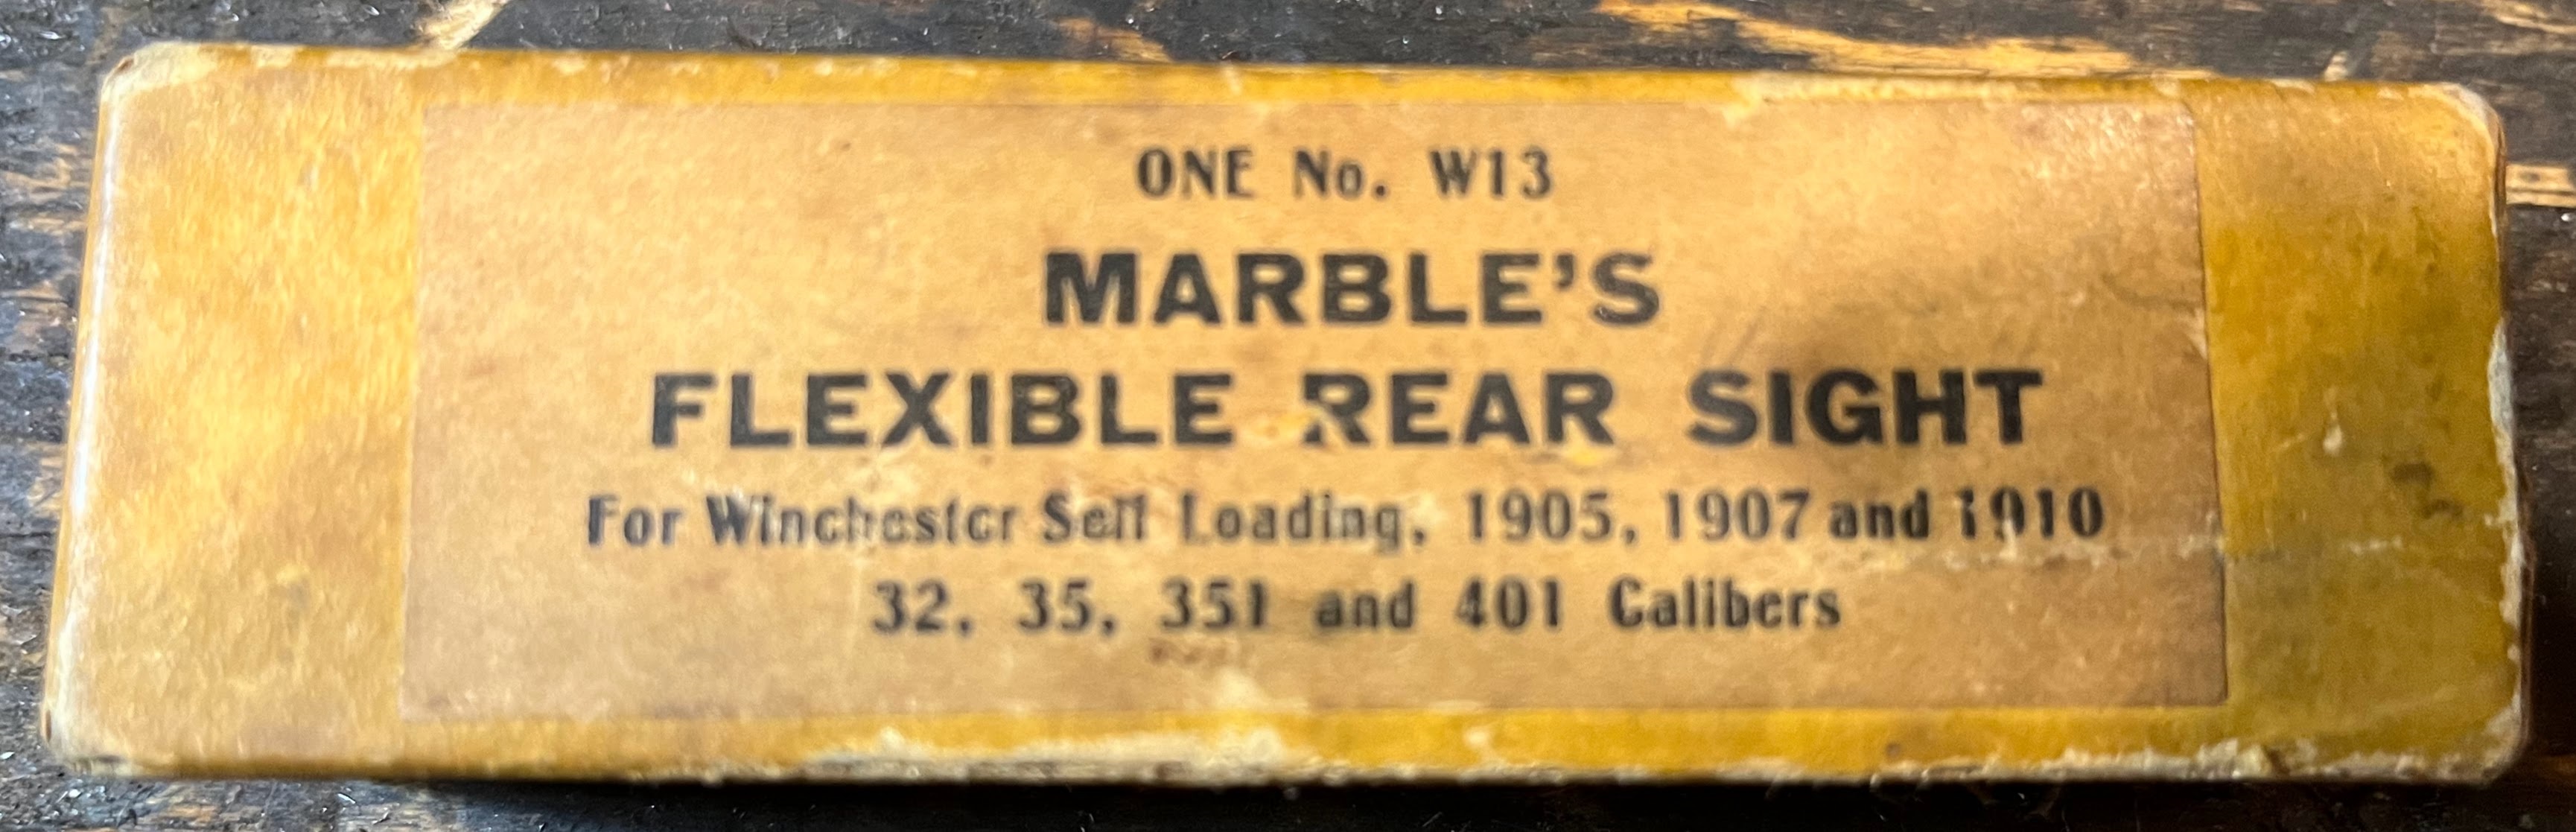 ONE No. W13
MARBLE'S
FLEXIBLE REAR SIGHT
For Winchester Self Loading, 1905, 1907 and 1910
32, 35, 351 and 401 Calibers